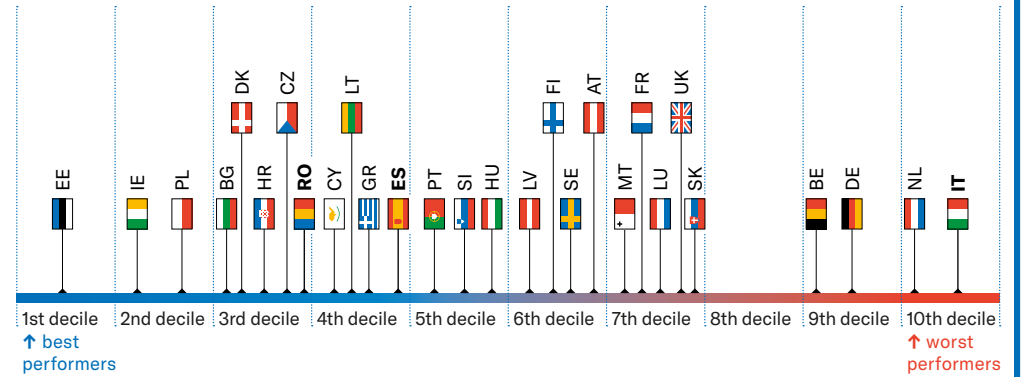 DK
CZ
LT
FI
AT
FR
UK
EE
IE
PL
BG
HR
RO
CY
GR
ES
PT
SI
HU
LV
SE
MT
LU
SK
BE
DE
NL
IT
1st decile
2nd decile
3rd decile
4th decile
5th decile
6th decile
7th decile
8th decile
9th decile
10th decile
↑ best
performers
↑ worst
performers